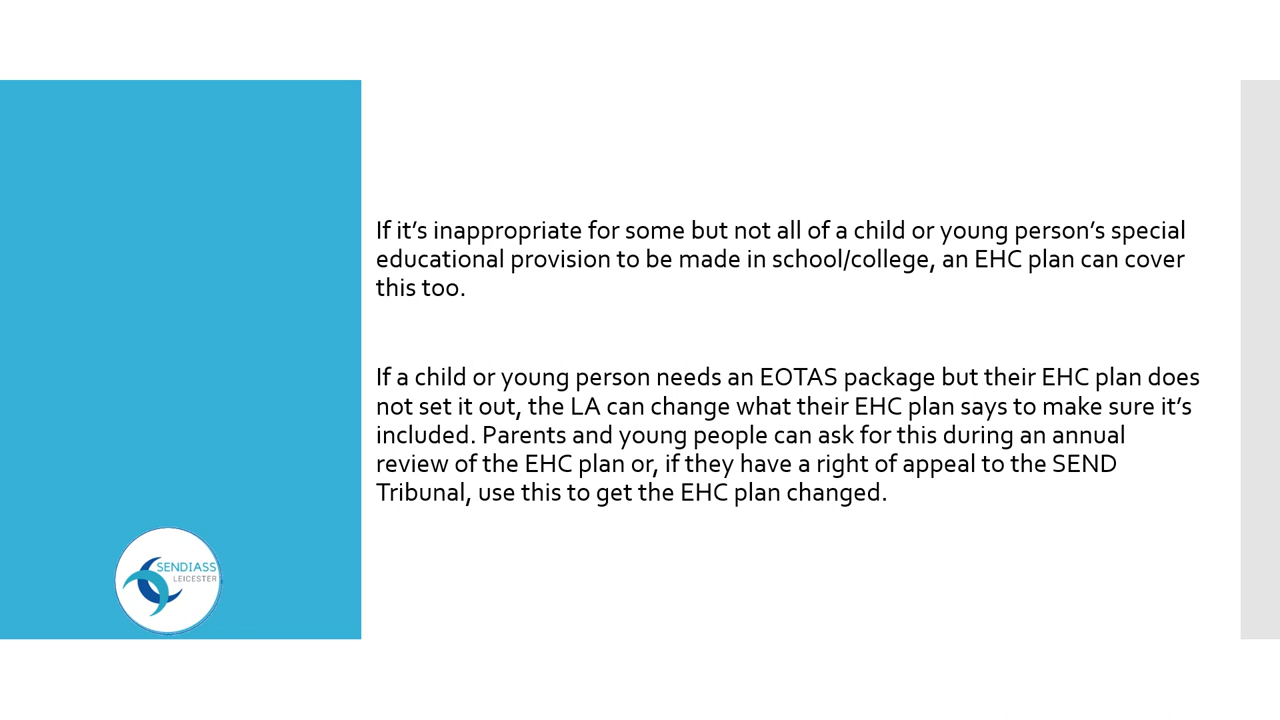 If it’s inappropriate for some but not all of a child or young person’s special
educational provision to be made in school/college, an EHC plan can cover
this too.
If a child or young person needs an EOTAS package but their EHC plan does
not set it out, the LA can change what their EHC plan says to make sure it’s
included. Parents and young people can ask for this during an annual
review of the EHC plan or, if they have a right of appeal to the SEND
Tribunal, use this to get the EHC plan changed.
SENDIASS
LEICESTER